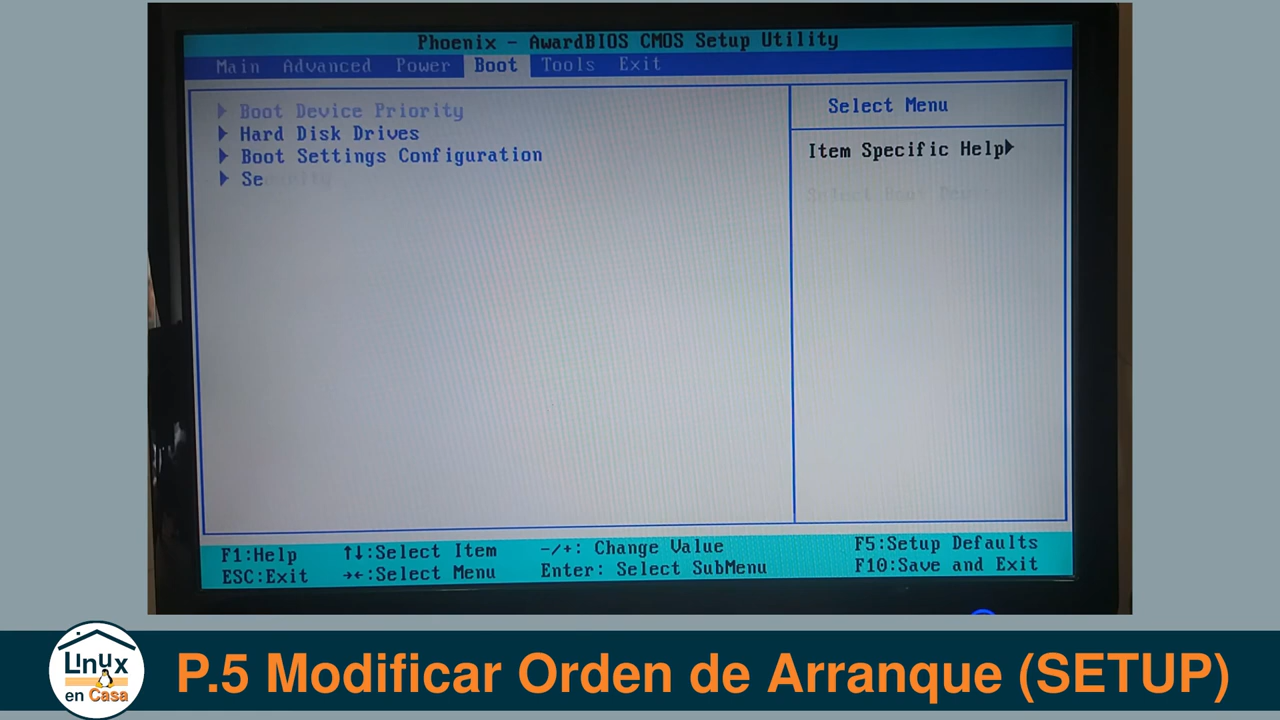 Phoenix - AwardBIOS CMOS Setup Utility
Main Advanced Power Boot Tools Exit
Boot Device Priority
Hard Disk Drives
Boot Settings Configuration
Se
Select Menu
Item Specific Help
F1:Help ↑↓:Select Item -/+: Change Value F5:Setup Defaults
ESC:Exit →←:Select Menu Enter: Select SubMenu F10:Save and Exit
Linux
en Casa
P.5 Modificar Orden de Arranque (SETUP)